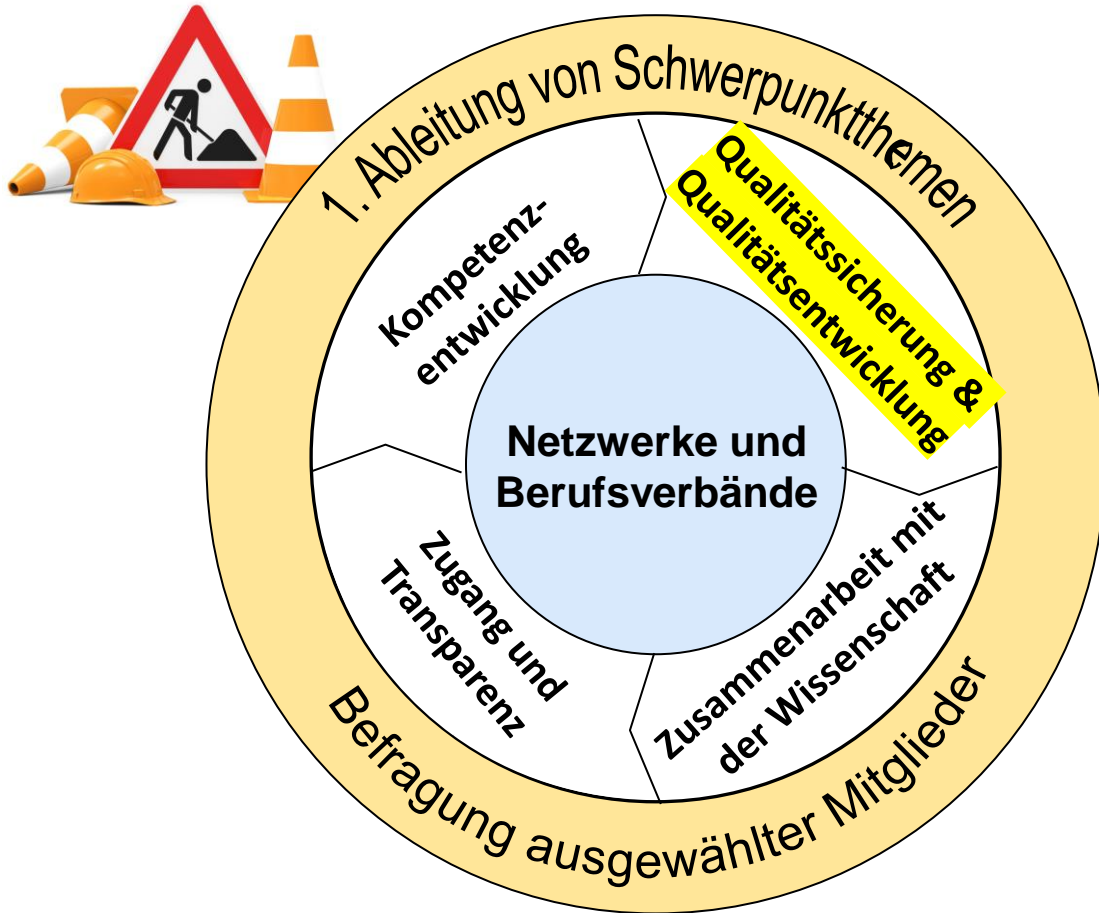 1. Ableitung von Schwerpunktthemen
Kompetenz-
entwicklung
Qualitätssicherung &
Qualitätsentwicklung
Netzwerke und
Berufsverbände
Zugang und
Transparenz
Zusammenarbeit mit
der Wissenschaft
Befragung ausgewählter Mitglieder